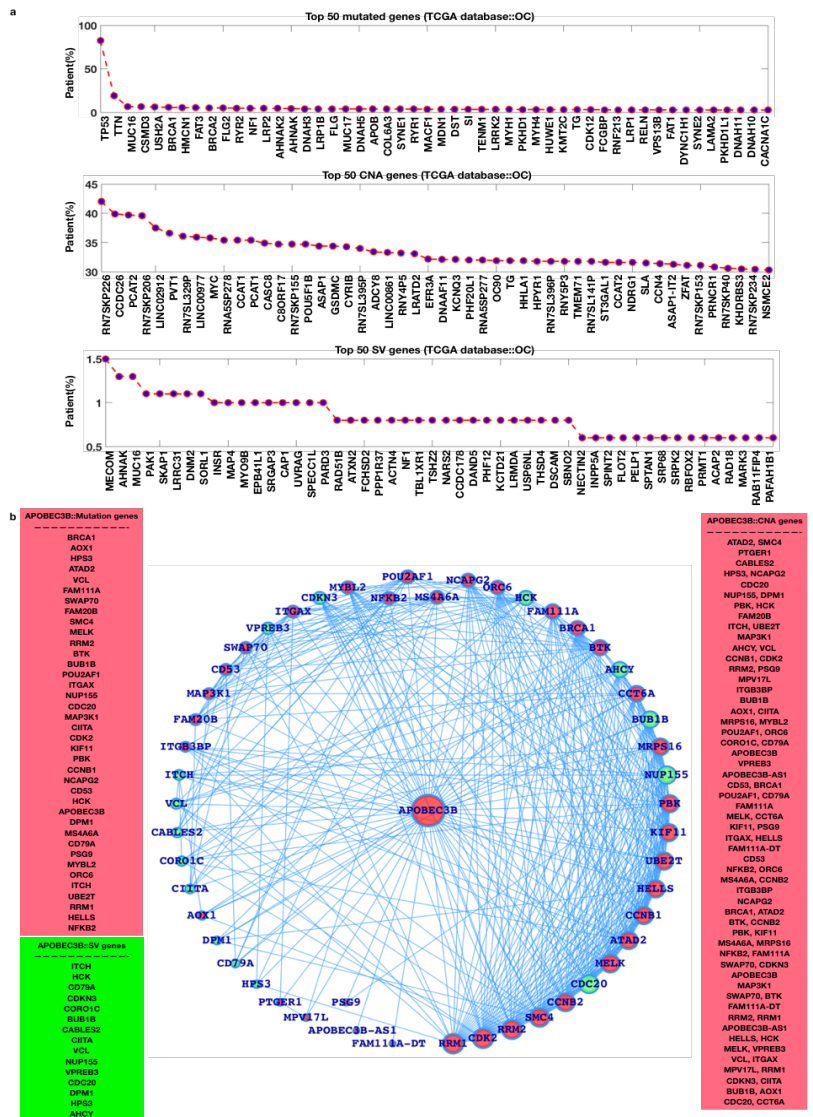 a
Top 50 mutated genes (TCGA database::OC)
Patient(%)
100
50
0
TP53
TTN
MUC16
CSMD3
USH2A
BRCA1
HMCN1
FAT3
BRCA2
FLG2
RYR2
NF1
LRP2
AHNAK2
AHNAK
DNAH3
LRP1B
FLG
MUC17
DNAH5
APOB
COL6A3
SYNE1
RYR1
MACF1
MDN1
DST
SI
TENM1
LRRK2
MYH1
PKHD1
MYH4
HUWE1
KMT2C
TG
CDK12
FCGBP
RNF213
LRP1
RELN
VPS13B
FAT1
DYNC1H1
SYNE2
LAMA2
PKHD1L1
DNAH11
DNAH10
CACNA1C
Top 50 CNA genes (TCGA database::OC)
Patient(%)
45
40
35
30
RN7SKP226
CCDC26
PCAT2
RN7SKP206
LINC02912
PVT1
RN7SL329P
LINC00977
MYC
RNA5SP278
CCAT1
PCAT1
CASC8
C8ORF17
RN7SKP155
POU5F1B
ASAP1
GSDMC
CYRIB
RN7SL395P
ADCY8
LINC00861
RNY4P5
LRATD2
EFR3A
DNAAF11
KCNQ3
PHF20L1
RNA5SP277
OC90
TG
HHLA1
HPYR1
RN7SL396P
RNY5P3
TMEM71
RN7SL141P
ST3GAL1
CCAT2
NDRG1
SLA
CCN4
ASAP1-IT2
ZFAT
RN7SKP153
PRNCR1
RN7SKP40
KHDRBS3
RN7SKP234
NSMCE2
Top 50 SV genes (TCGA database::OC)
Patient(%)
1.5
1
0.5
MECOM
AHNAK
MUC16
PAK1
SKAP1
LRRC31
DNM2
SORL1
INSR
MAP4
MYO9B
EPB41L1
SRGAP3
CAP1
UVRAG
SPECC1L
PARD3
RAD51B
ATXN2
FCHSD2
PPP1R37
ACTN4
NF1
TBL1XR1
TSHZ2
NARS2
CCDC178
DAND5
PHF12
KCTD21
LRMDA
USP6NL
THSD4
DSCAM
SBNO2
NECTIN2
INPP5A
SPINT2
FLOT2
PELP1
SPTAN1
SRP68
SRPK2
RBFOX2
PRMT1
ACAP2
RAD18
MARK3
RAB11FIP4
PAFAH1B1
b
APOBEC3B::Mutation genes
BRCA1
AOX1
HPS3
ATAD2
VCL
FAM111A
SWAP70
FAM20B
SMC4
MELK
RRM2
BTK
BUB1B
POU2AF1
ITGAX
NUP155
CDC20
MAP3K1
CIITA
CDK2
KIF11
PBK
CCNB1
NCAPG2
CD53
HCK
APOBEC3B
DPM1
MS4A6A
CD79A
PSG9
MYBL2
ORC6
ITCH
UBE2T
RRM1
HELLS
NFKB2
APOBEC3B::SV genes
ITCH
HCK
CD79A
CDKN3
CORO1C
BUB1B
CABLES2
CIITA
VCL
NUP155
VPREB3
CDC20
DPM1
HPS3
AHCY
POU2AF1
NCAPG2
MYBL2
ORC6
CDKN3
NFKB2
MS4A6A
HCK
ITGAX
FAM111A
VPREB3
BRCA1
SWAP70
BTK
CD53
AHCY
MAP3K1
CCT6A
FAM20B
BUB1B
ITGB3BP
MRPS16
ITCH
NUP155
VCL
PBK
APOBEC3B
CABLES2
KIF11
CORO1C
UBE2T
CIITA
HELLS
AOX1
CCNB1
DPM1
ATAD2
CD79A
MELK
HPS3
CDC20
PTGER1
PSG9
CCNB2
MPV17L
SMC4
APOBEC3B-AS1
RRM2
FAM111A-DT
RRM1
CDK2
APOBEC3B::CNA genes
ATAD2, SMC4
PTGER1
CABLES2
HPS3, NCAPG2
CDC20
NUP155, DPM1
PBK, HCK
FAM20B
ITCH, UBE2T
MAP3K1
AHCY, VCL
CCNB1, CDK2
RRM2, PSG9
MPV17L
ITGB3BP
BUB1B
AOX1, CIITA
MRPS16, MYBL2
POU2AF1, ORC6
CORO1C, CD79A
APOBEC3B
VPREB3
APOBEC3B-AS1
CD53, BRCA1
POU2AF1, CD79A
FAM111A
MELK, CCT6A
KIF11, PSG9
ITGAX, HELLS
FAM111A-DT
CD53
NFKB2, ORC6
MS4A6A, CCNB2
ITGB3BP
NCAPG2
BRCA1, ATAD2
BTK, CCNB2
PBK, KIF11
MS4A6A, MRPS16
NFKB2, FAM111A
SWAP70, CDKN3
APOBEC3B
MAP3K1
SWAP70, BTK
FAM111A-DT
RRM2, RRM1
APOBEC3B-AS1
HELLS, HCK
MELK, VPREB3
VCL, ITGAX
MPV17L, RRM1
CDKN3, CIITA
BUB1B, AOX1
CDC20, CCT6A